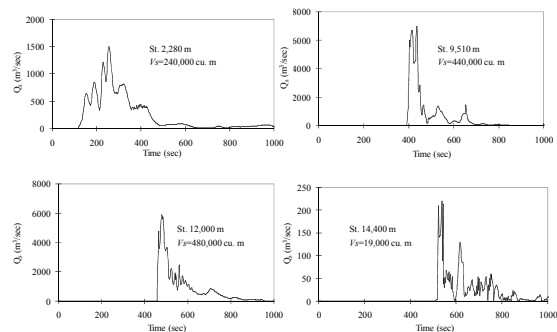 2000
1500
1000
500
0
Qs (m³/sec)
St. 2,280 m
Vs=240,000 cu. m
0 200 400 600 800 1000
Time (sec)
8000
6000
4000
2000
0
Qs (m³/sec)
St. 9,510 m
Vs=440,000 cu. m
0 200 400 600 800 1000
Time (sec)
8000
6000
4000
2000
0
Qs (m³/sec)
St. 12,000 m
Vs=480,000 cu. m
0 200 400 600 800 1000
Time (sec)
250
200
150
100
50
0
Qs (m³/sec)
St. 14,400 m
Vs=19,000 cu. m
0 200 400 600 800 1000
Time (sec)